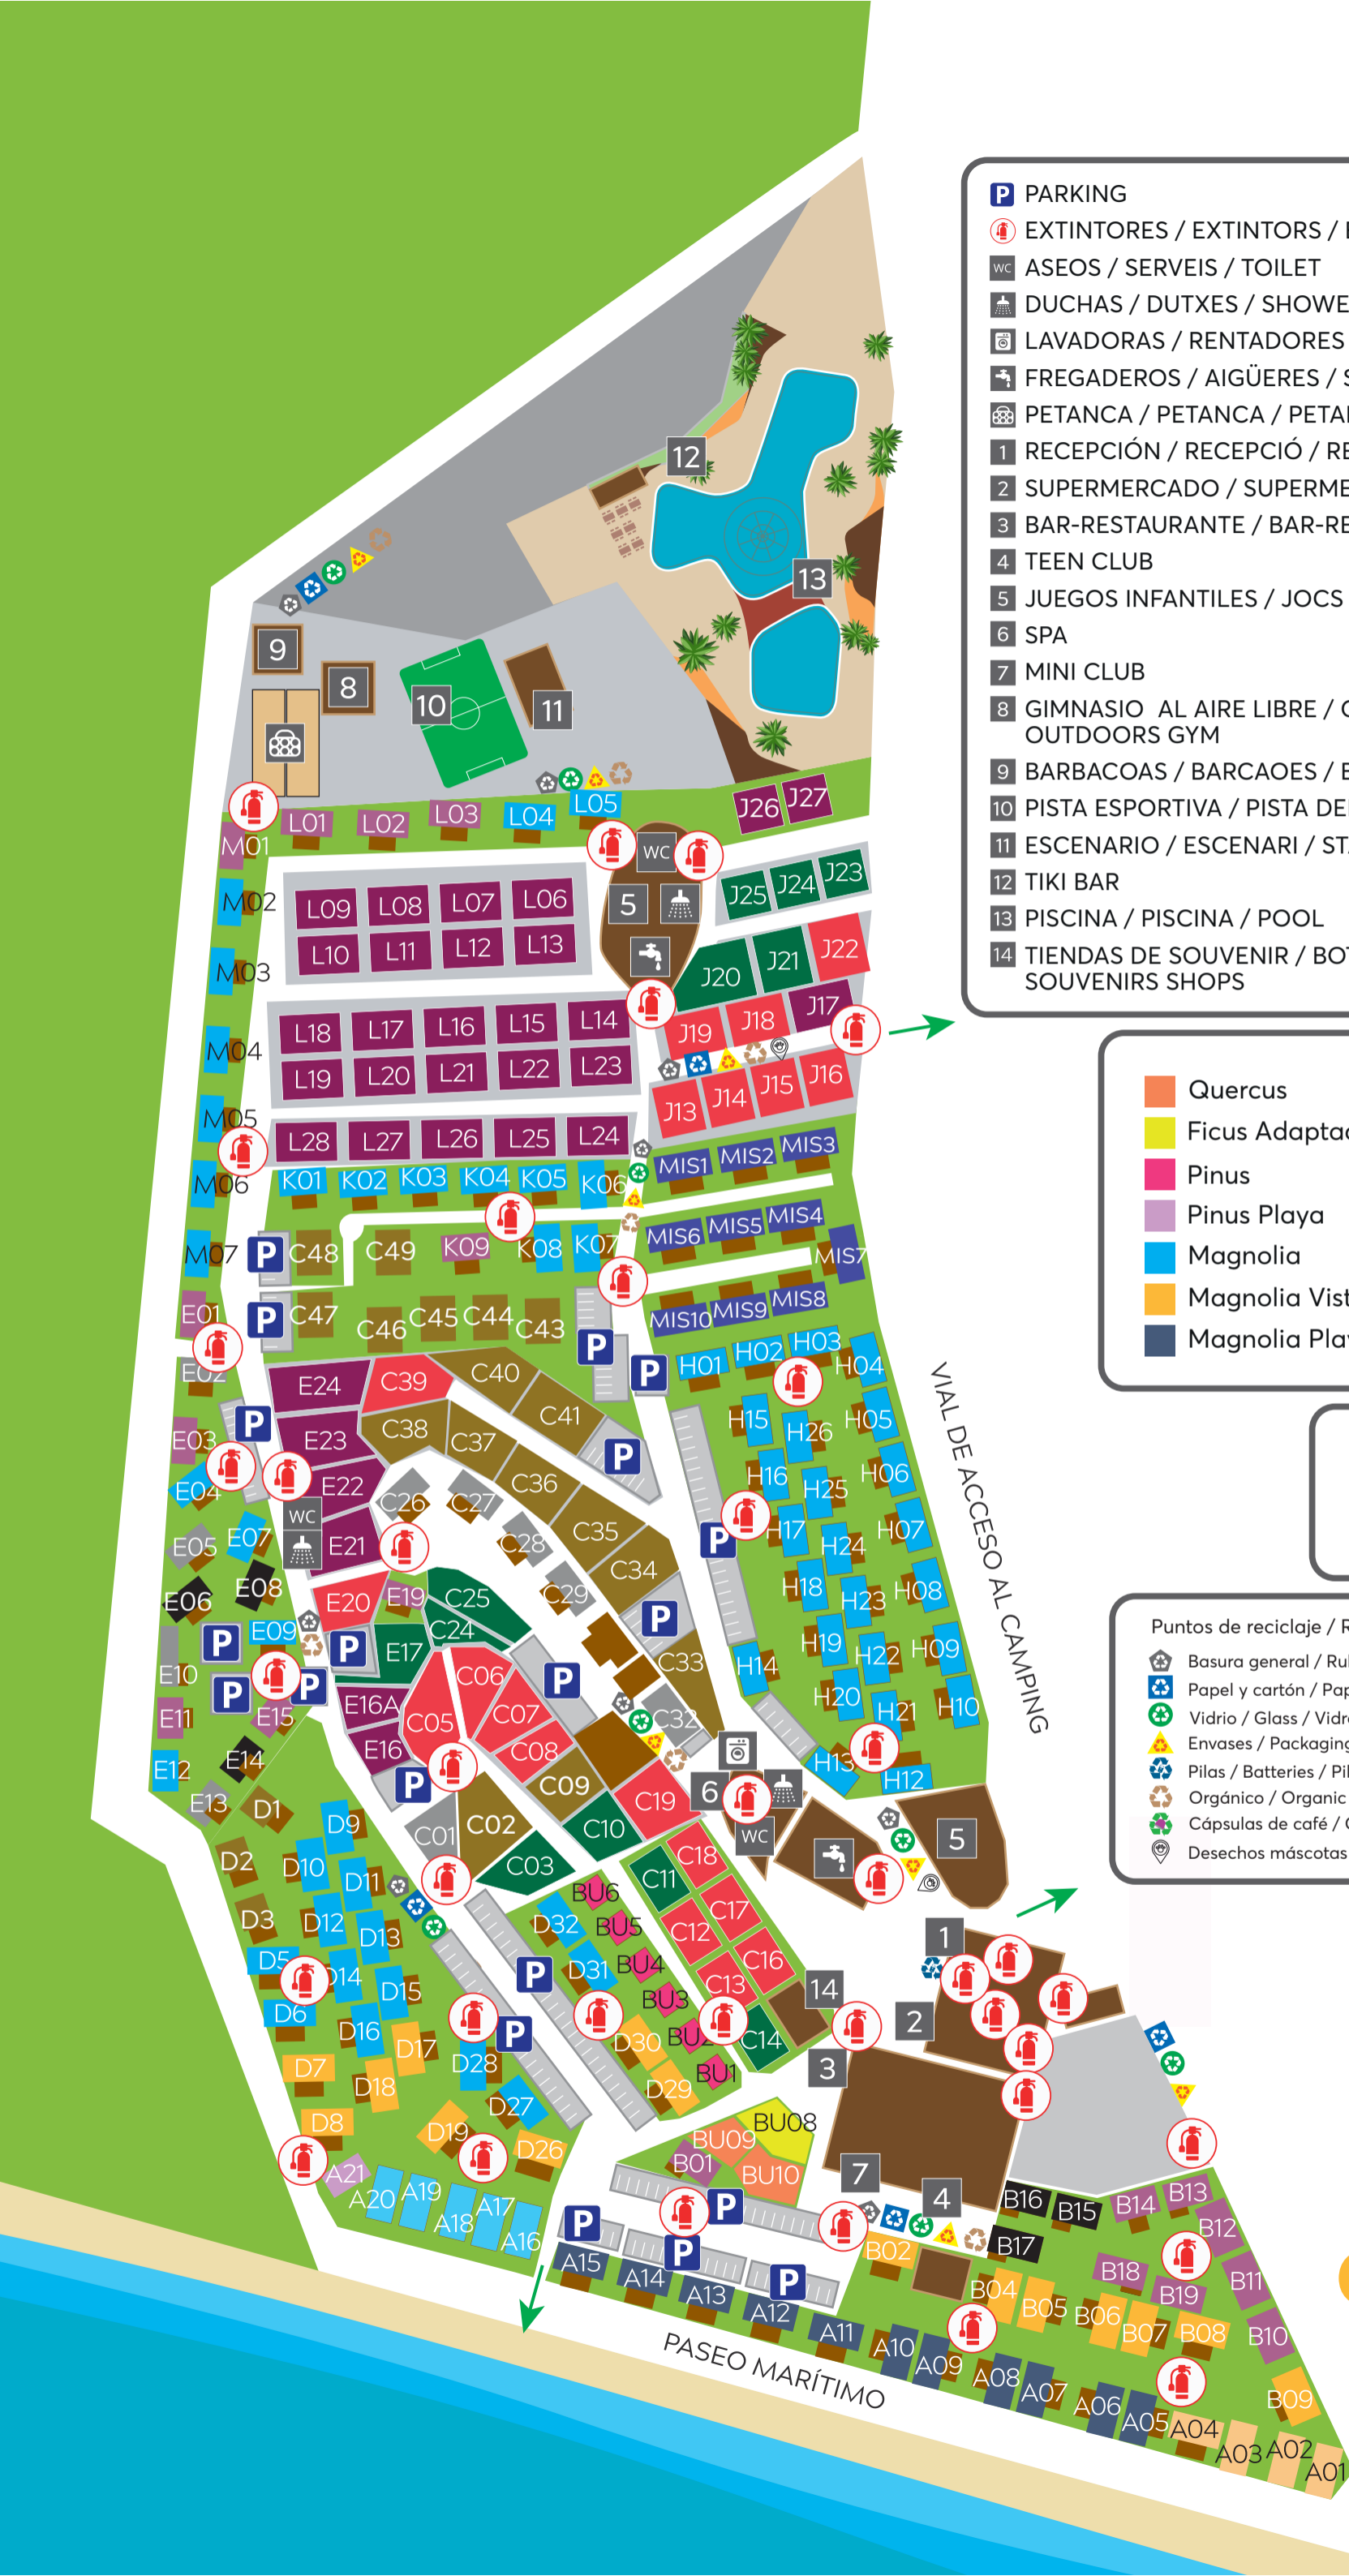 P PARKING
EXTINTORES / EXTINTORS /
WC ASEOS / SERVEIS / TOILET
DUCHAS / DUTXES / SHOWE
LAVADORAS / RENTADORES
FREGADEROS / AIGÜERES /
PETANCA / PETANCA / PETA
1 RECEPCIÓN / RECEPCIÓ / RE
2 SUPERMERCADO / SUPERME
3 BAR-RESTAURANTE / BAR-RE
4 TEEN CLUB
5 JUEGOS INFANTILES / JOCS
6 SPA
7 MINI CLUB
8 GIMNASIO AL AIRE LIBRE /
OUTDOORS GYM
9 BARBACOAS / BARCAOES /
10 PISTA ESPORTIVA / PISTA DE
11 ESCENARIO / ESCENARI / ST
12 TIKI BAR
13 PISCINA / PISCINA / POOL
14 TIENDAS DE SOUVENIR / BO
SOUVENIRS SHOPS
Quercus
Ficus Adapta
Pinus
Pinus Playa
Magnolia
Magnolia Vist
Magnolia Pla
Puntos de reciclaje /
Basura general / Ru
Papel y cartón / Pap
Vidrio / Glass / Vidr
Envases / Packaging
Pilas / Batteries / Pil
Orgánico / Organic
Cápsulas de café /
Desechos máscotas
12
13
9
8
10
11
J26 J27
L01 L02 L03 L04 L05
M01
WC
M02
L09 L08 L07 L06
5
J25 J24 J23
L10 L11 L12 L13
M03
J20 J21 J22
L18 L17 L16 L15 L14
J19 J18 J17
M04
L19 L20 L21 L22 L23
J13 J14 J15 J16
M05
L28 L27 L26 L25 L24
MIS1 MIS2 MIS3
M06
K01 K02 K03 K04 K05 K06
MIS6 MIS5 MIS4
M07 P C48 C49 K09 K08 K07
MIS7
MIS10 MIS9 MIS8
E01 P C47 C46 C45 C44 C43
P P
H01 H02 H03 H04
E02
E24 C39 C40
C41
P
E03 E23 C38 C37
P
H15 H26 H05
E04 E22 C26 C27 C36
H16 H25 H06
WC
E05 E07 E21 C28 C35
P H17 H24 H07
E06 E08 E20 E19 C25 C29 C34
H18 H23 H08
P E09 P E17 C24 P C33
H19 H22 H09
H14
E10 P P E16A C06 P
H20 H21 H10
E11 E15 C05 C07 C32
E12 E14 E16 C08
P C09
H13 H12
6
WC
E13 D1
C01 C02 C10 C19
5
D9
D2 D10 D11 C03 C11 C18
D3 D12 D13 D32 BU6 C17
BU5 C12
1
D5 D14 D15 P D31 BU4 C16
BU3 C13 14
2
D6 D16 D17 P D30 BU2 C14
3
D7 D18 D28 D29 BU1
D8 D19 D27 D26
BU08
BU09
B01 BU10
7
4
A21 A20 A19 A18 A17 A16
P P P P
B16 B15 B14 B13
B12
B17
B02
A15 A14 A13 A12 A11
B04 B05 B06 B07 B08
B18 B19 B11
B10
A10 A09 A08 A07 A06 A05 A04
B09
A03 A02 A01
VIAL DE ACCESO AL CAMPING
PASEO MARÍTIMO